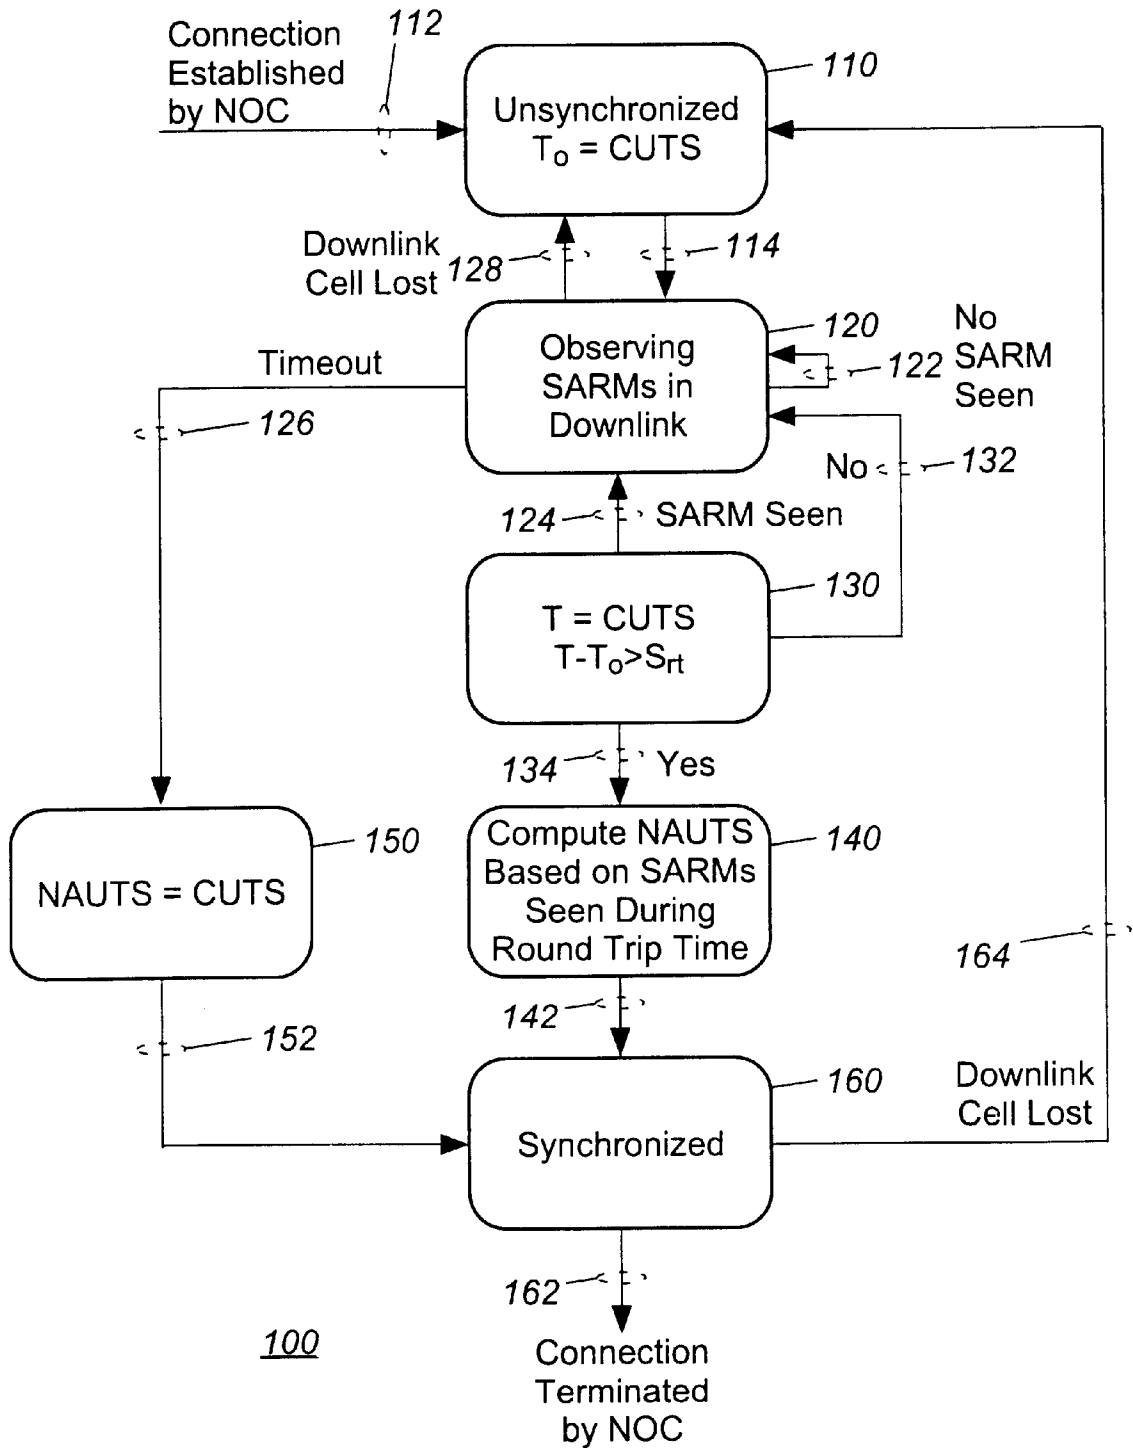 Connection
Established
by NOC
112
110
Unsynchronized
To = CUTS
Downlink
Cell Lost
128
114
120
Observing
SARMs in
Downlink
122
No
SARM
Seen
Timeout
126
No
132
124
SARM Seen
130
T = CUTS
T-To>Srt
134
Yes
150
NAUTS = CUTS
140
Compute NAUTS
Based on SARMs
Seen During
Round Trip Time
164
142
152
160
Synchronized
Downlink
Cell Lost
162
100
Connection
Terminated
by NOC